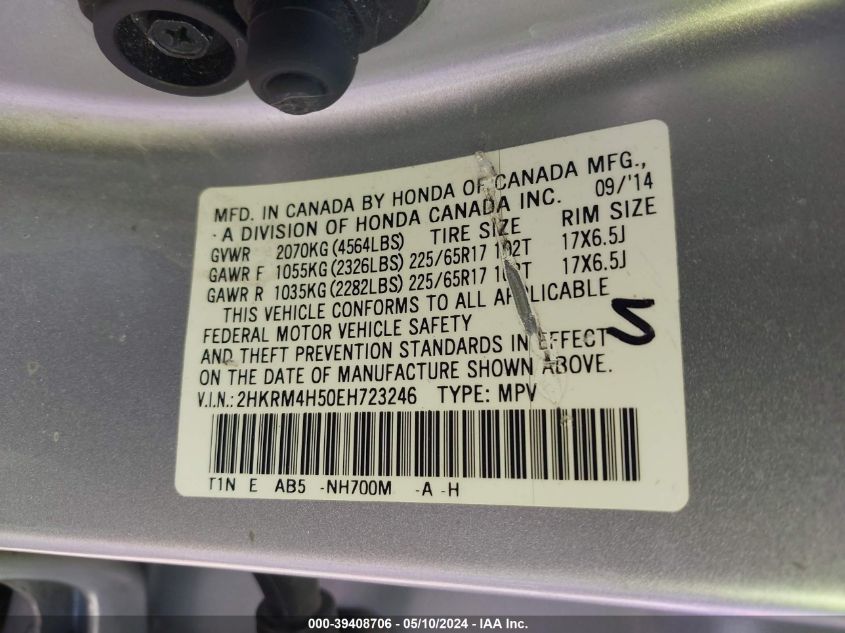 MFD. IN CANADA BY HONDA OF CANADA MFG.,
- A DIVISION OF HONDA CANADA INC. 09/'14
GVWR 2070KG(4564LBS) TIRE SIZE RIM SIZE
GAWR F 1055KG(2326LBS) 225/65R17 102T 17X6.5J
GAWR R 1035KG(2282LBS) 225/65R17 17X6.5J
THIS VEHICLE CONFORMS TO ALL APPLICABLE
FEDERAL MOTOR VEHICLE SAFETY
AND THEFT PREVENTION STANDARDS IN EFFECT
ON THE DATE OF MANUFACTURE SHOWN ABOVE.
V.I.N.: 2HKRM4H50EH723246 TYPE: MPV
T1N E AB5 -NH700M -A -H
000-39408706 - 05/10/2024 - IAA Inc.